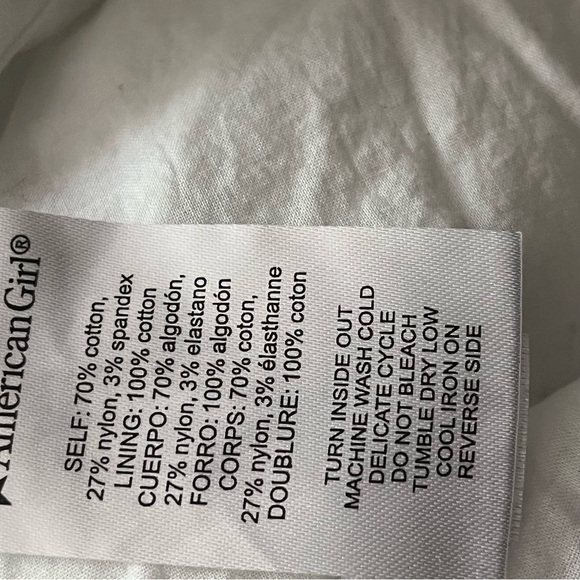 American Girl®
SELF: 70% cotton,
27% nylon, 3% spandex
LINING: 100% cotton
CUERPO: 70% algodón,
27% nylon, 3% elastano
FORRO: 100% algodón
CORPS: 70% coton,
27% nylon, 3% élasthanne
DOUBLURE: 100% coton
TURN INSIDE OUT
MACHINE WASH COLD
DELICATE CYCLE
DO NOT BLEACH
TUMBLE DRY LOW
COOL IRON ON
REVERSE SIDE